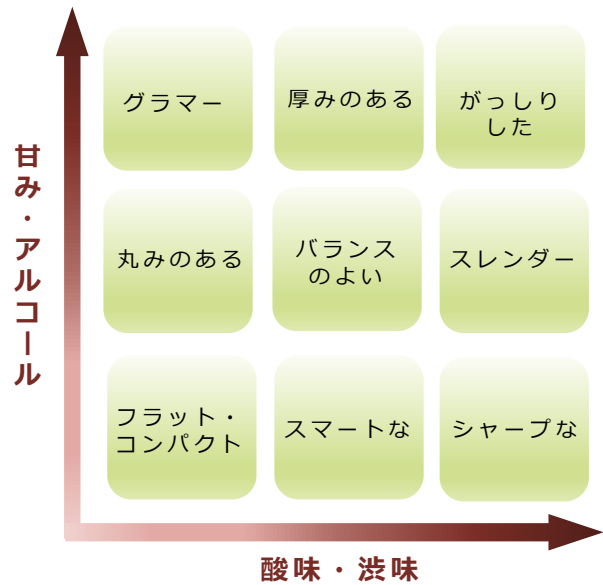 グラマー
厚みのある
がっしり
した
甘み・アルコール
丸みのある
バランス
のよい
スレンダー
フラット・
コンパクト
スマートな
シャープな
酸味・渋味